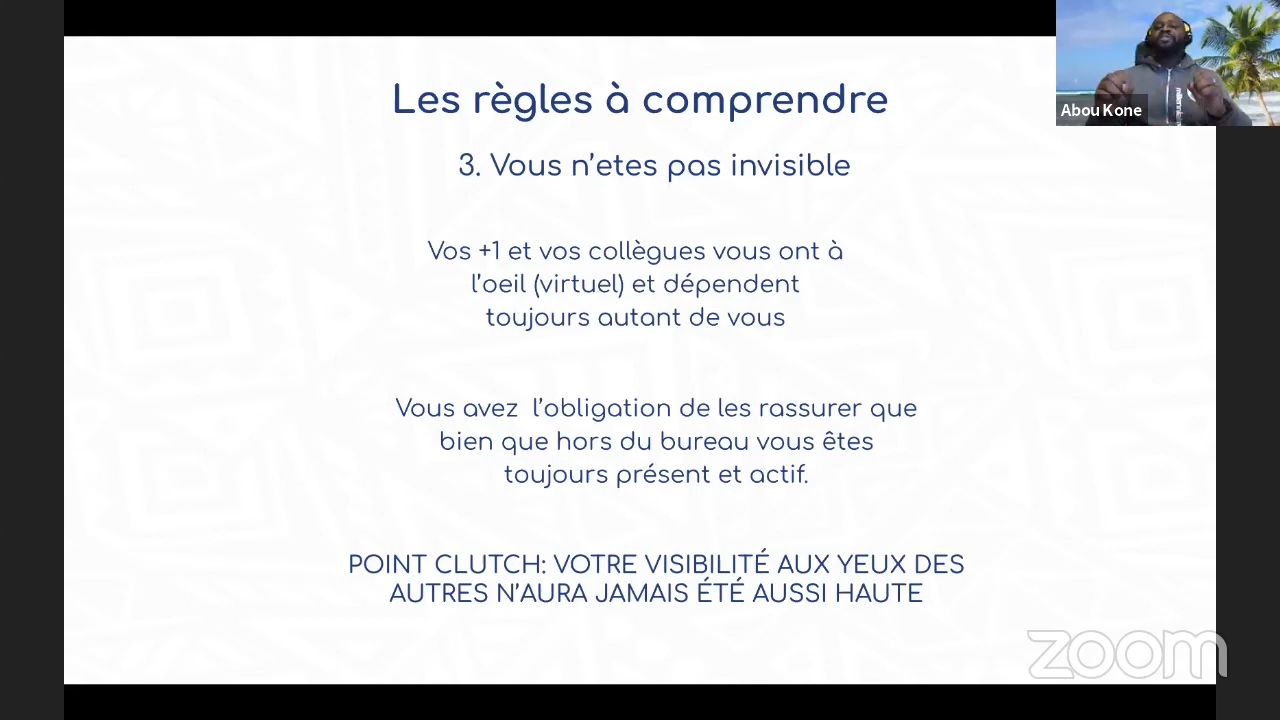 Les règles à comprendre
3. Vous n'etes pas invisible
Vos +1 et vos collègues vous ont à
l'oeil (virtuel) et dépendent
toujours autant de vous
Vous avez l'obligation de les rassurer que
bien que hors du bureau vous êtes
toujours présent et actif.
POINT CLUTCH: VOTRE VISIBILITÉ AUX YEUX DES
AUTRES N'AURA JAMAIS ÉTÉ AUSSI HAUTE
Abou Kone
zoom